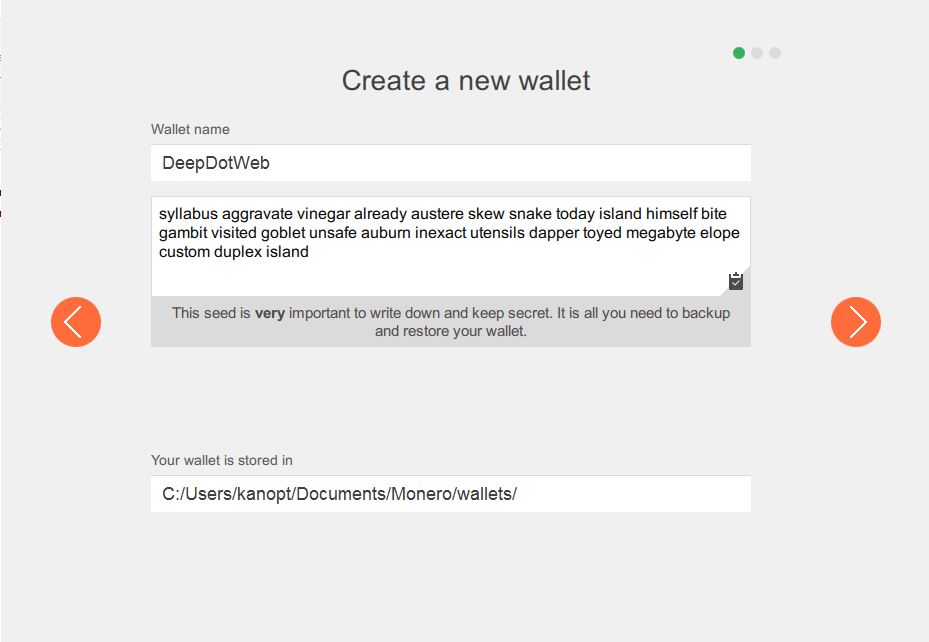 Create a new wallet
Wallet name
DeepDotWeb
syllabus aggravate vinegar already austere skew snake today island himself bite
gambit visited goblet unsafe auburn inexact utensils dapper toyed megabyte elope
custom duplex island
This seed is very important to write down and keep secret. It is all you need to backup
and restore your wallet.
Your wallet is stored in
C:/Users/kanopt/Documents/Monero/wallets/